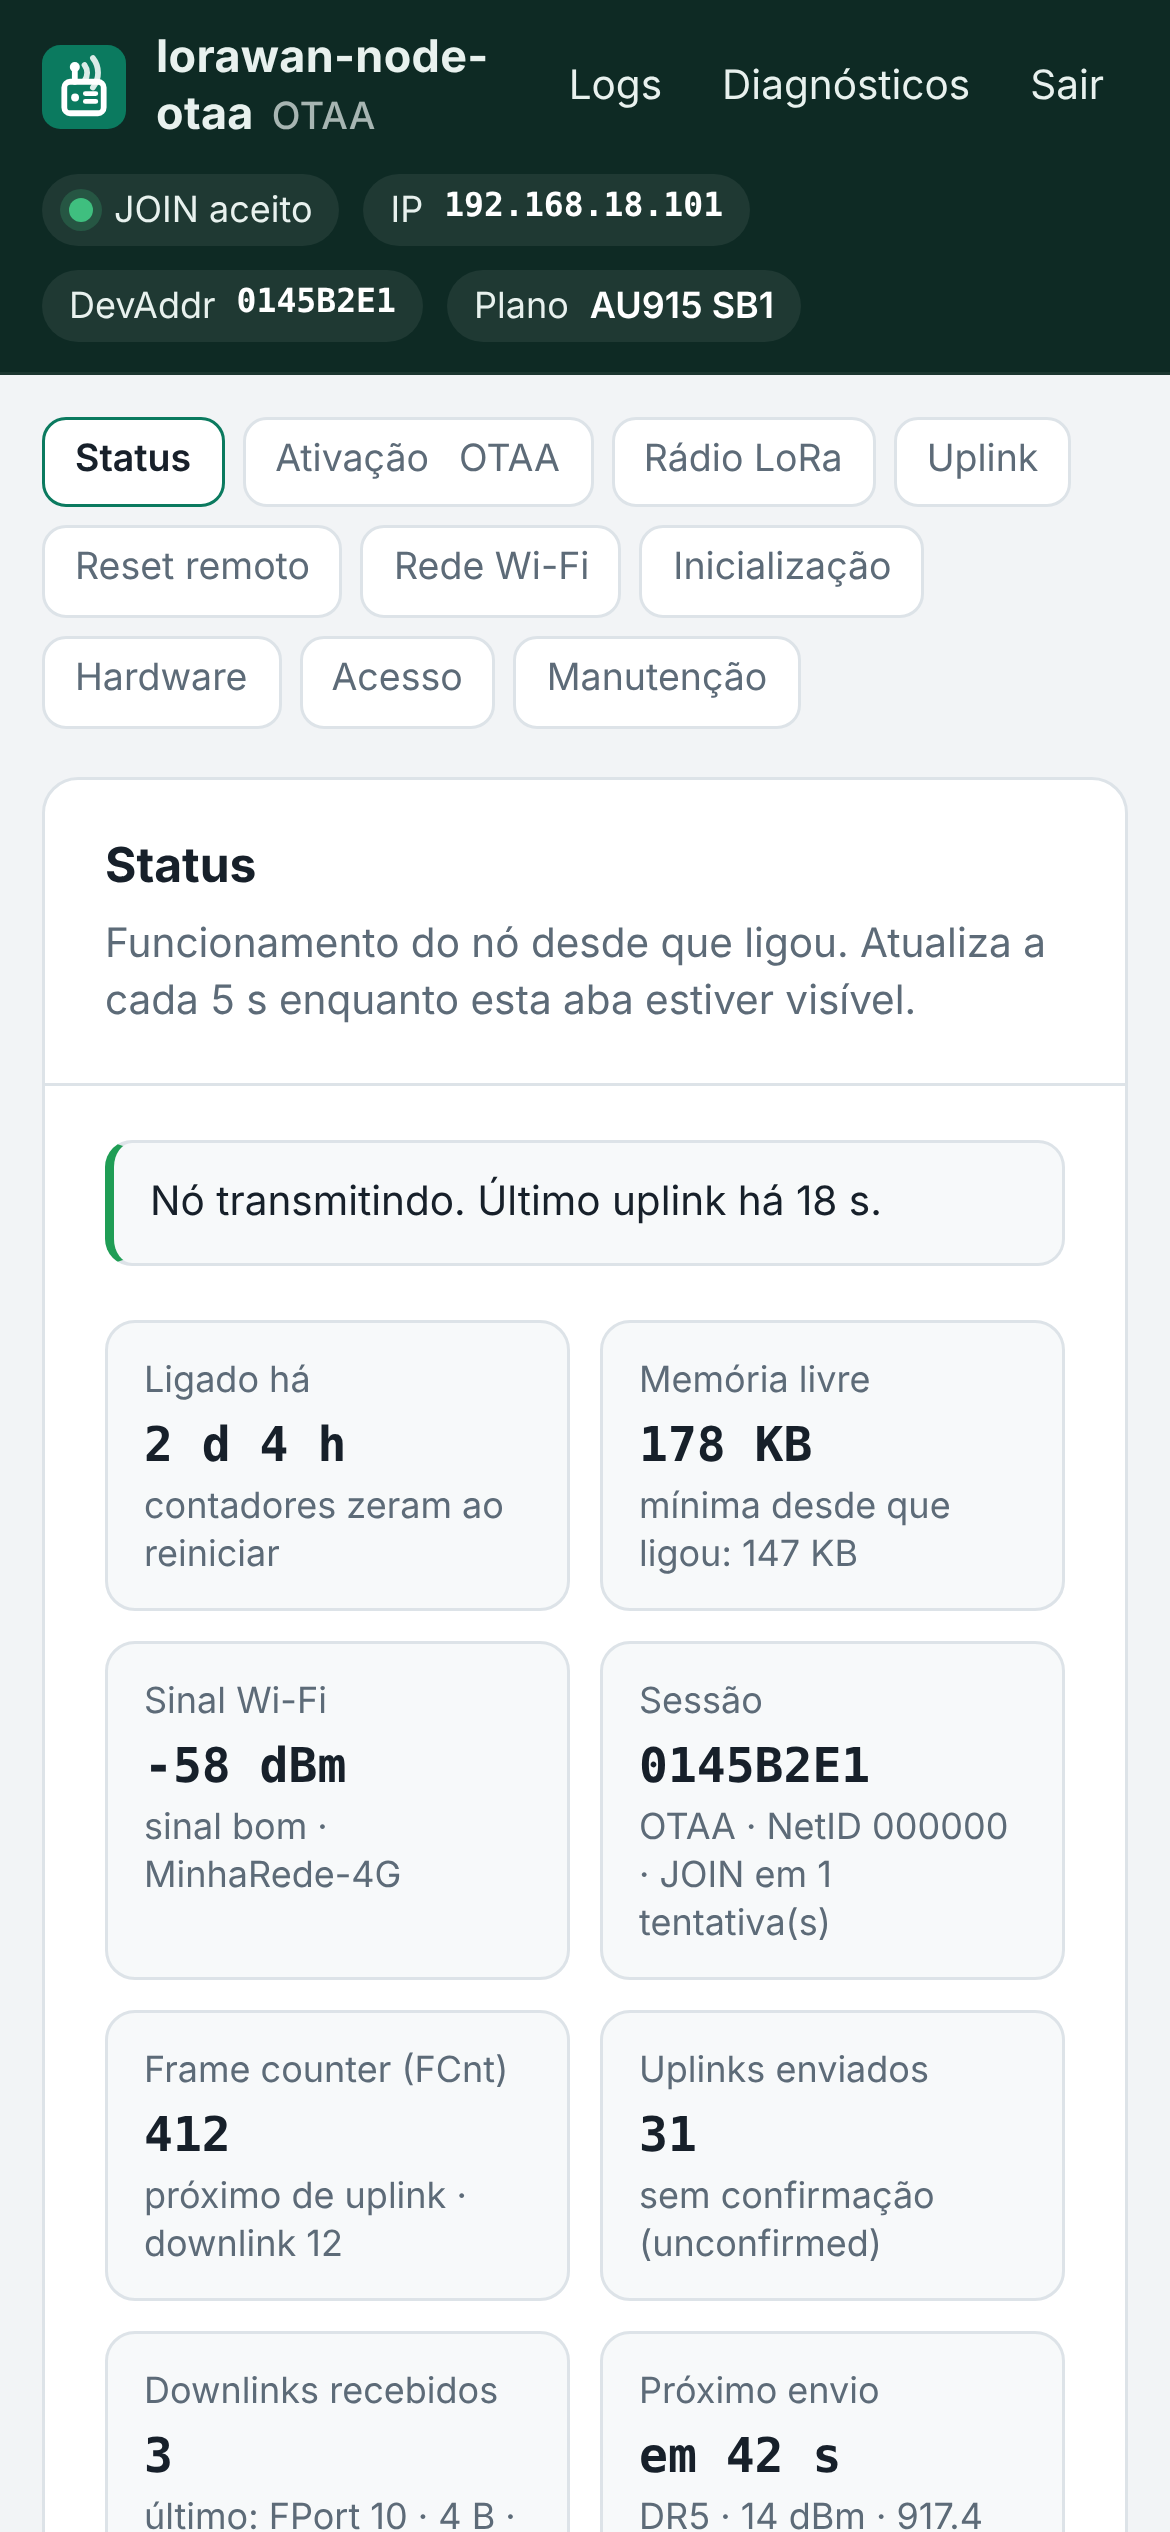 lorawan-node-
otaa OTAA
Logs
Diagnósticos
Sair
JOIN aceito
IP 192.168.18.101
DevAddr 0145B2E1
Plano AU915 SB1
Status
Ativação OTAA
Rádio LoRa
Uplink
Reset remoto
Rede Wi-Fi
Inicialização
Hardware
Acesso
Manutenção
Status
Funcionamento do nó desde que ligou. Atualiza a
cada 5 s enquanto esta aba estiver visível.
Nó transmitindo. Último uplink há 18 s.
Ligado há
2 d 4 h
contadores zeram ao
reiniciar
Memória livre
178 KB
mínima desde que
ligou: 147 KB
Sinal Wi-Fi
-58 dBm
sinal bom ·
MinhaRede-4G
Sessão
0145B2E1
OTAA · NetID 000000
· JOIN em 1
tentativa(s)
Frame counter (FCnt)
412
próximo de uplink ·
downlink 12
Uplinks enviados
31
sem confirmação
(unconfirmed)
Downlinks recebidos
3
último: FPort 10 · 4 B ·
Próximo envio
em 42 s
DR5 · 14 dBm · 917.4